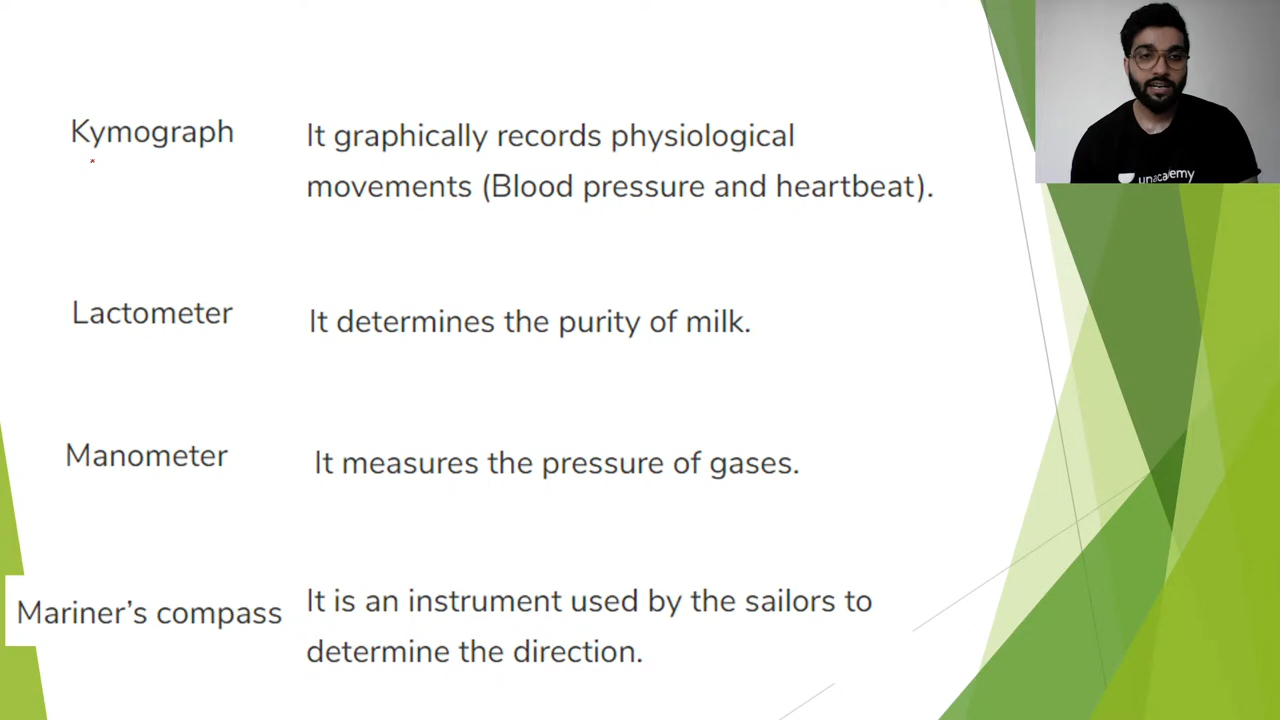 Kymograph
It graphically records physiological
movements (Blood pressure and heartbeat).
Lactometer
It determines the purity of milk.
Manometer
It measures the pressure of gases.
Mariner's compass
It is an instrument used by the sailors to
determine the direction.
unacademy